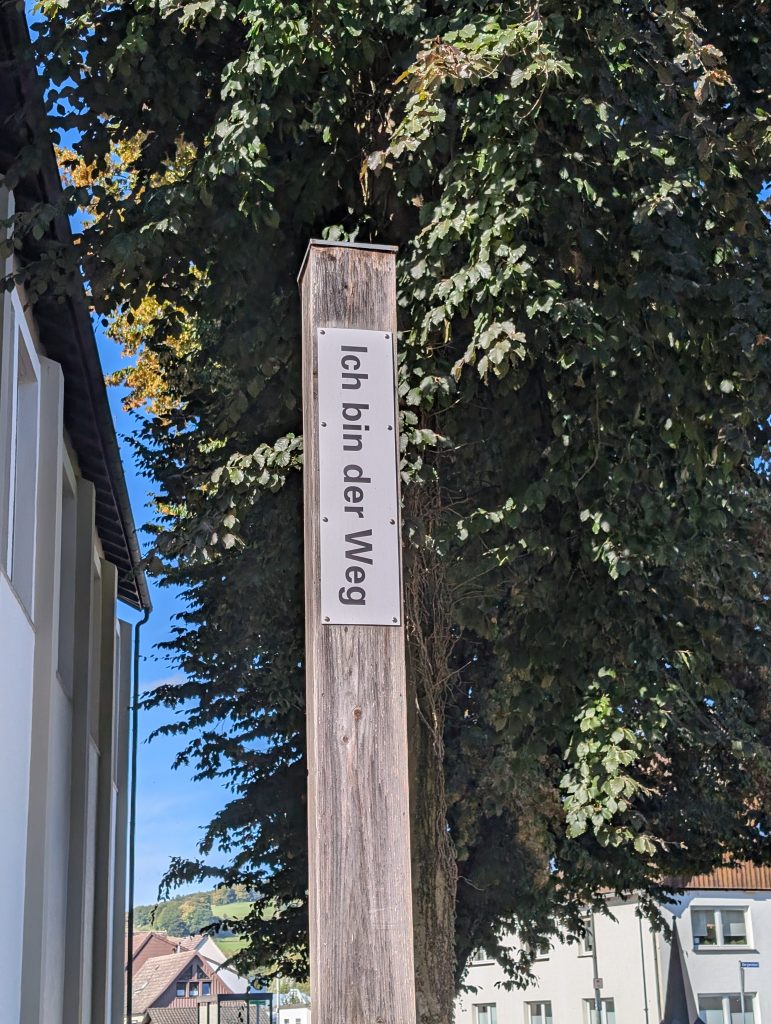 Ich bin der Weg